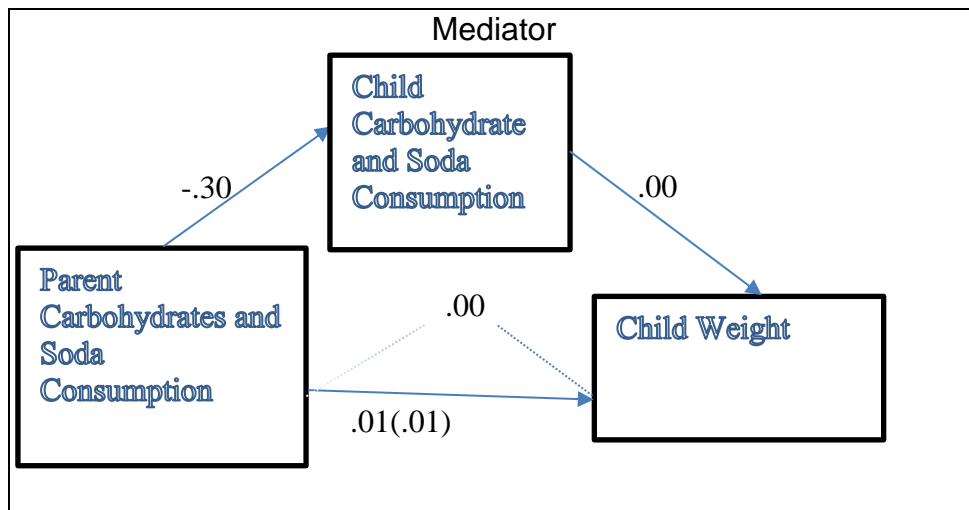 Mediator
Child
Carbohydrate
and Soda
Consumption
-.30
.00
Parent
Carbohydrates and
Soda
Consumption
.00
Child Weight
.01(.01)